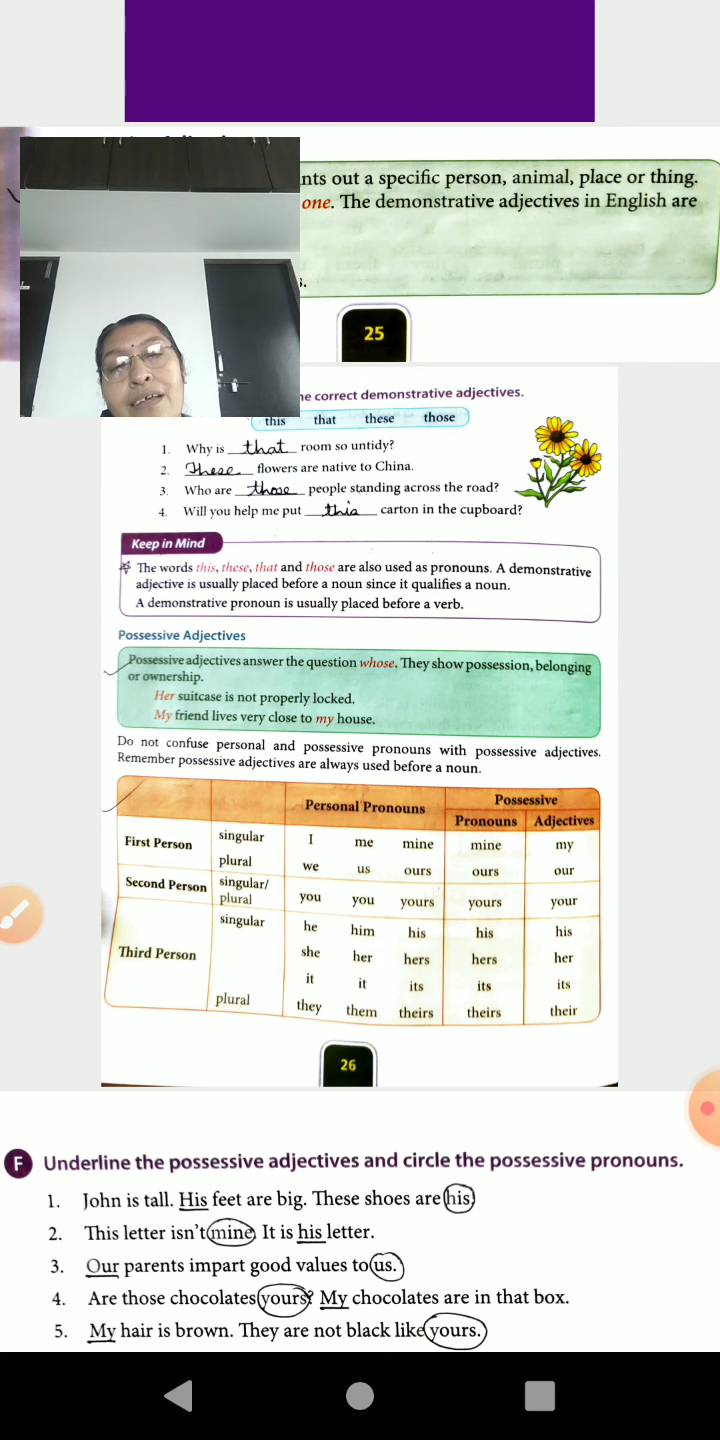 nts out a specific person, animal, place or thing.
one. The demonstrative adjectives in English are
s.
25
he correct demonstrative adjectives.
this that these those
1. Why is that room so untidy?
2. These flowers are native to China.
3. Who are those people standing across the road?
4. Will you help me put this carton in the cupboard?
Keep in Mind
The words this, these, that and those are also used as pronouns. A demonstrative
adjective is usually placed before a noun since it qualifies a noun.
A demonstrative pronoun is usually placed before a verb.
Possessive Adjectives
Possessive adjectives answer the question whose. They show possession, belonging
or ownership.
Her suitcase is not properly locked.
My friend lives very close to my house.
Do not confuse personal and possessive pronouns with possessive adjectives.
Remember possessive adjectives are always used before a noun.
Personal Pronouns Possessive
Pronouns Adjectives
First Person singular I me mine mine my
plural we us ours ours our
Second Person singular/
plural you you yours yours your
singular he him his his his
Third Person she her hers hers her
it it its its its
plural they them theirs theirs their
26
F Underline the possessive adjectives and circle the possessive pronouns.
1. John is tall. His feet are big. These shoes are his.
2. This letter isn't mine. It is his letter.
3. Our parents impart good values to us.
4. Are those chocolates yours? My chocolates are in that box.
5. My hair is brown. They are not black like yours.